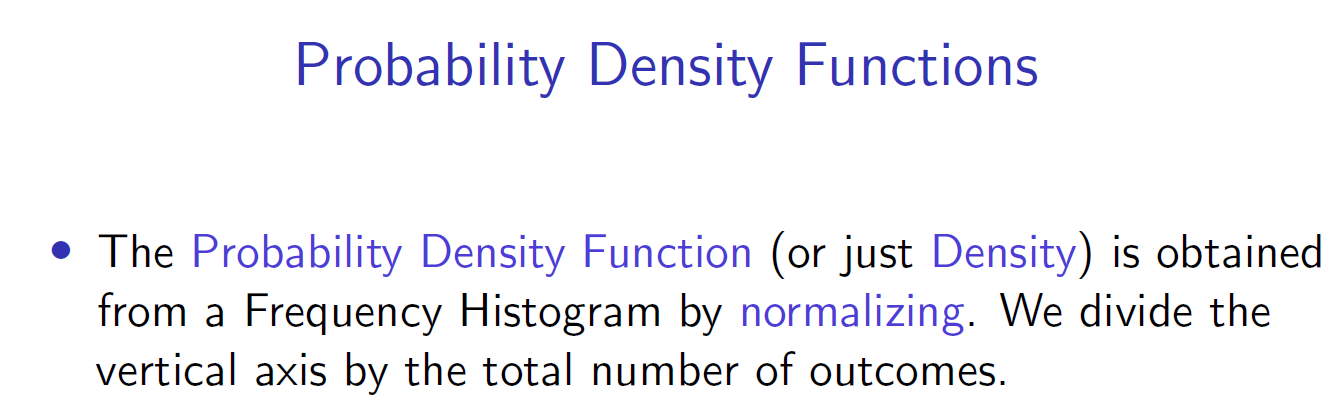 Probability Density Functions
• The Probability Density Function (or just Density) is obtained
from a Frequency Histogram by normalizing. We divide the
vertical axis by the total number of outcomes.